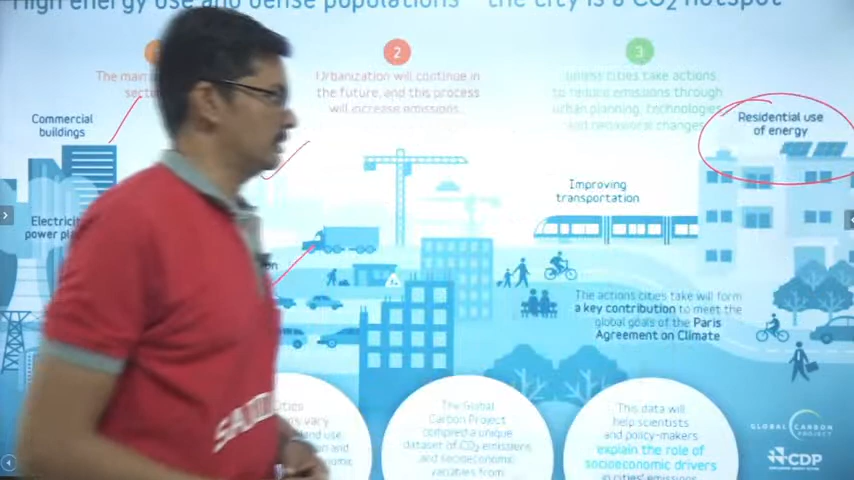 High energy use and dense populations the city is a CO2 hotspot
2
3
The main
Urbanization will continue in
the future, and this process
will increase emissions.
Unless cities take actions
to reduce emissions through
urban planning, technologies
and behavioral changes
Commercial
buildings
Residential use
of energy
Improving
transportation
Electricity
power
The actions cities take will form
a key contribution to meet the
global goals of the Paris
Agreement on Climate
Cities
vary
land use,
The Global
Carbon Project
compiled a unique
dataset of CO2 emissions
and socioeconomic
variables from
This data will
help scientists
and policy-makers
explain the role of
socioeconomic drivers
in cities' emissions
GLOBAL CARBON
PROJECT
CDP